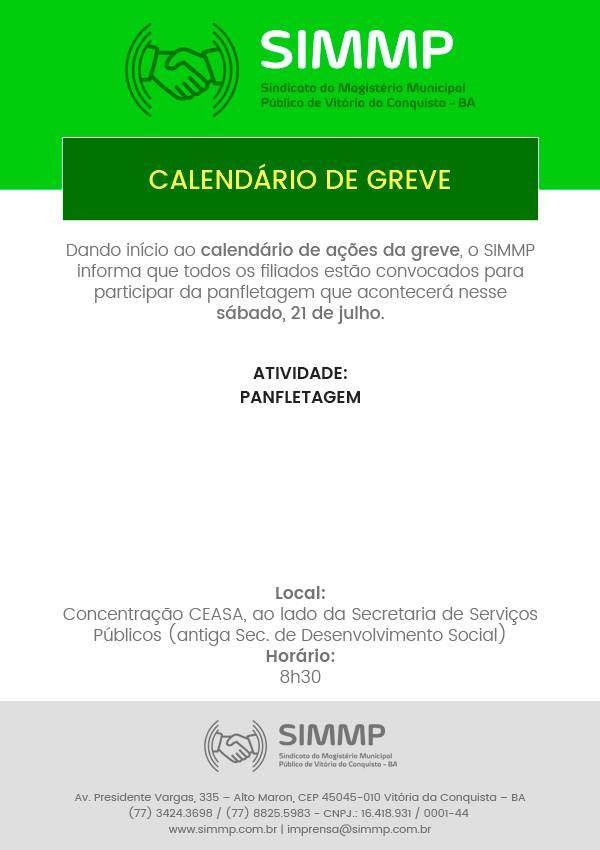 SIMMP
Sindicato do Magistério Municipal
Público de Vitória da Conquista - BA
CALENDÁRIO DE GREVE
Dando início ao calendário de ações da greve, o SIMMP
informa que todos os filiados estão convocados para
participar da panfletagem que acontecerá nesse
sábado, 21 de julho.
ATIVIDADE:
PANFLETAGEM
Local:
Concentração CEASA, ao lado da Secretaria de Serviços
Públicos (antiga Sec. de Desenvolvimento Social)
Horário:
8h30
SIMMP
Sindicato do Magistério Municipal
Público de Vitória da Conquista - BA
Av. Presidente Vargas, 335 – Alto Maron, CEP 45045-010 Vitória da Conquista – BA
(77) 3424.3698 / (77) 8825.5983 - CNPJ.: 16.418.931 / 0001-44
www.simmp.com.br | imprensa@simmp.com.br